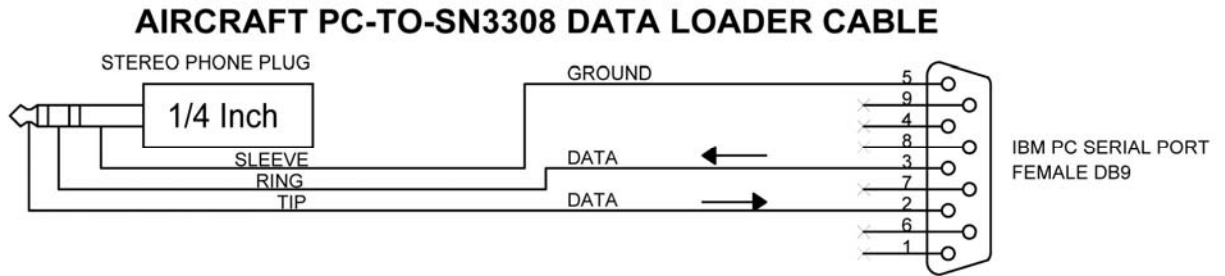 AIRCRAFT PC-TO-SN3308 DATA LOADER CABLE
STEREO PHONE PLUG
1/4 Inch
GROUND
SLEEVE
RING
TIP
DATA
DATA
5
9
4
8
3
7
2
6
1
IBM PC SERIAL PORT
FEMALE DB9